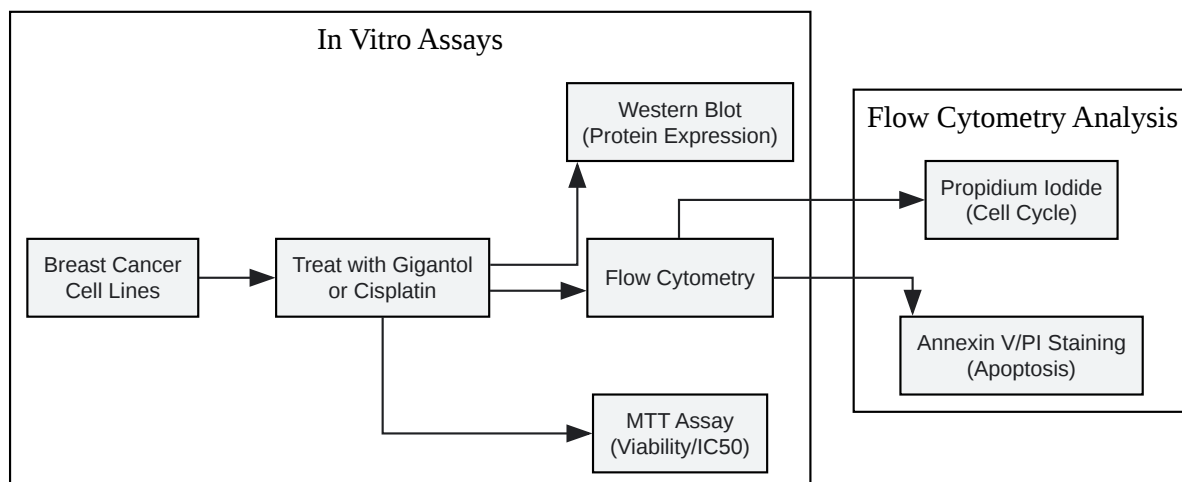 In Vitro Assays
Western Blot
(Protein Expression)
Flow Cytometry Analysis
Propidium Iodide
(Cell Cycle)
Breast Cancer
Cell Lines
Treat with Gigantol
or Cisplatin
Flow Cytometry
Annexin V/PI Staining
(Apoptosis)
MTT Assay
(Viability/IC50)